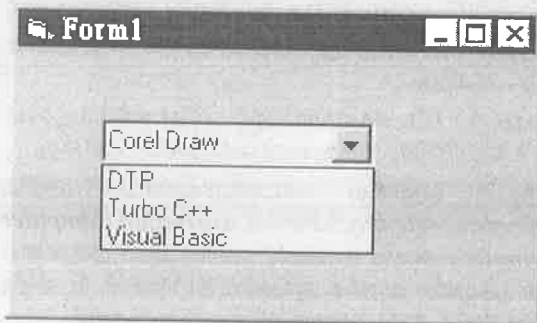 Form1
Corel Draw
DTP
Turbo C++
Visual Basic